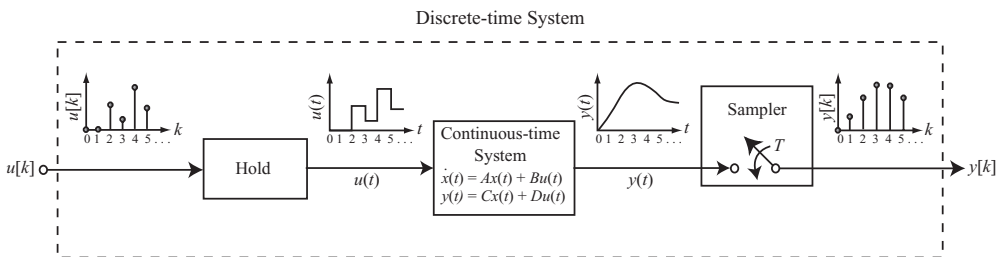 Discrete-time System
u[k]
k
0 1 2 3 4 5 . . .
u(t)
t
0 1 2 3 4 5 . . .
y(t)
t
0 1 2 3 4 5 . . .
y[k]
k
0 1 2 3 4 5 . . .
u[k]
Hold
u(t)
Continuous-time
System
ẋ(t) = Ax(t) + Bu(t)
y(t) = Cx(t) + Du(t)
y(t)
Sampler
T
y[k]